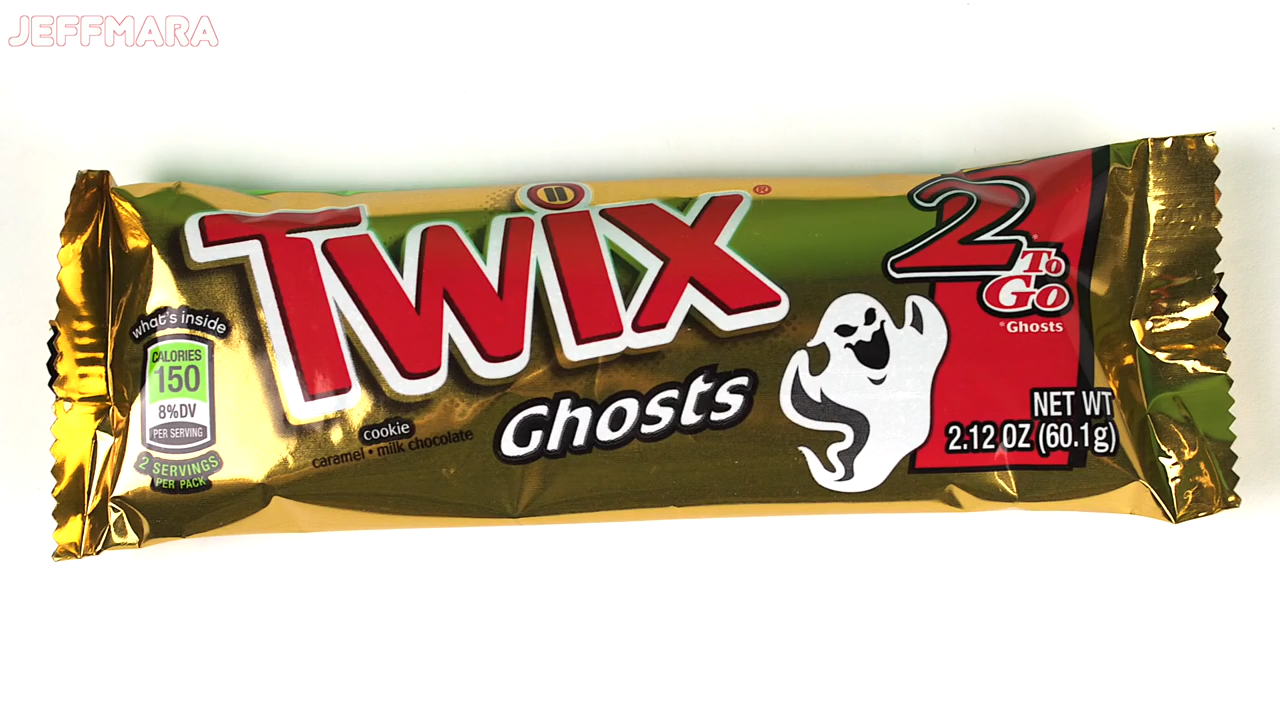 JEFFMARA
II
TWiX®
2
To
Go
Ghosts
what's inside
CALORIES
150
8%DV
PER SERVING
2 SERVINGS
PER PACK
cookie
caramel • milk chocolate
Ghosts
NET WT
2.12 OZ (60.1g)